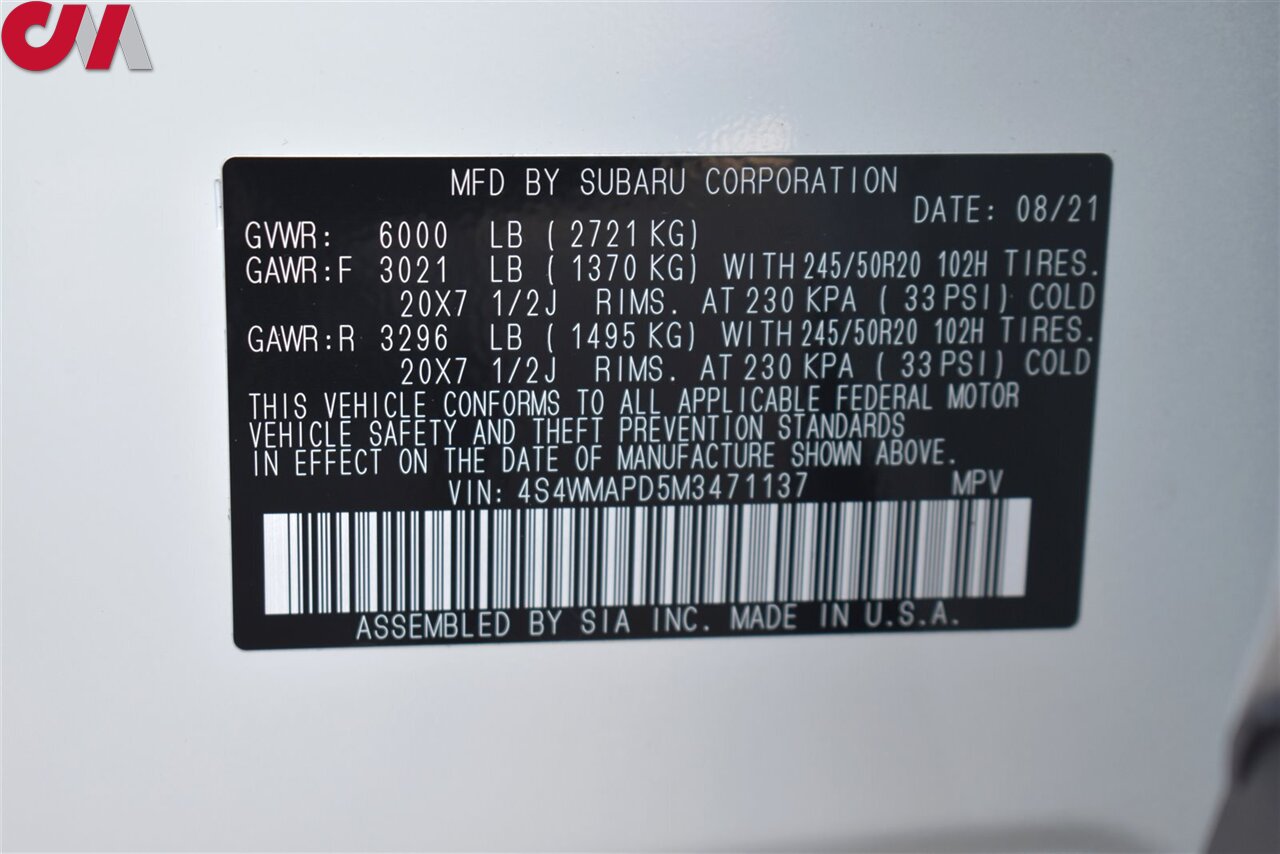 CM
MFD BY SUBARU CORPORATION
DATE: 08/21
GVWR: 6000 LB ( 2721 KG)
GAWR:F 3021 LB ( 1370 KG) WITH 245/50R20 102H TIRES.
20X7 1/2J RIMS. AT 230 KPA ( 33 PSI) COLD
GAWR:R 3296 LB ( 1495 KG) WITH 245/50R20 102H TIRES.
20X7 1/2J RIMS. AT 230 KPA ( 33 PSI) COLD
THIS VEHICLE CONFORMS TO ALL APPLICABLE FEDERAL MOTOR
VEHICLE SAFETY AND THEFT PREVENTION STANDARDS
IN EFFECT ON THE DATE OF MANUFACTURE SHOWN ABOVE.
VIN: 4S4WMAPD5M3471137 MPV
ASSEMBLED BY SIA INC. MADE IN U.S.A.